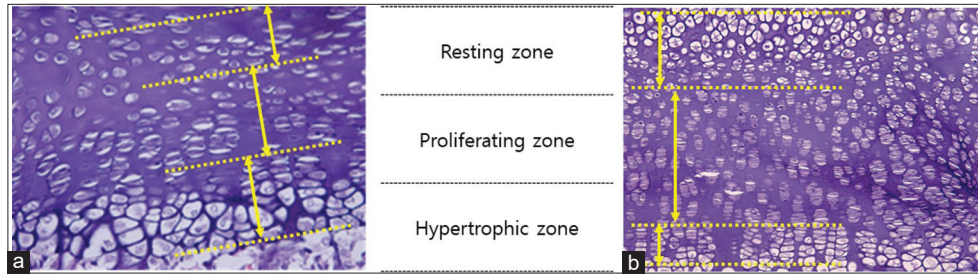 Resting zone
Proliferating zone
Hypertrophic zone
a
b